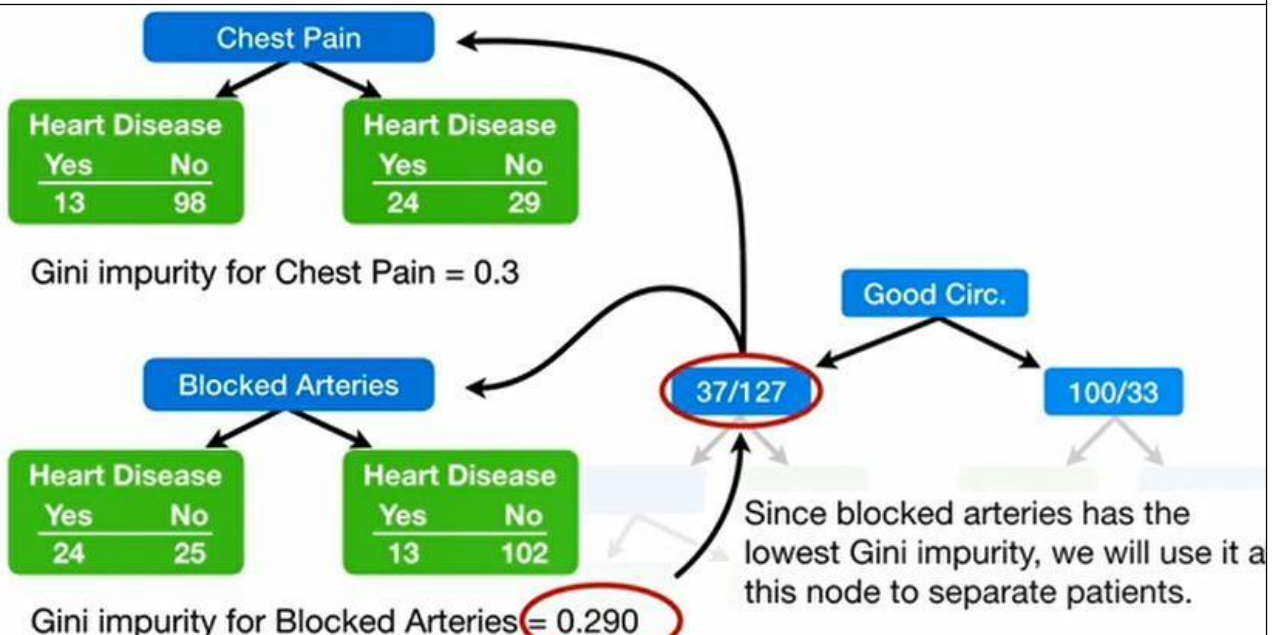 Chest Pain
Heart Disease
Yes No
13 98
Heart Disease
Yes No
24 29
Gini impurity for Chest Pain = 0.3
Good Circ.
37/127
100/33
Blocked Arteries
Heart Disease
Yes No
24 25
Heart Disease
Yes No
13 102
Gini impurity for Blocked Arteries = 0.290
Since blocked arteries has the
lowest Gini impurity, we will use it a
this node to separate patients.